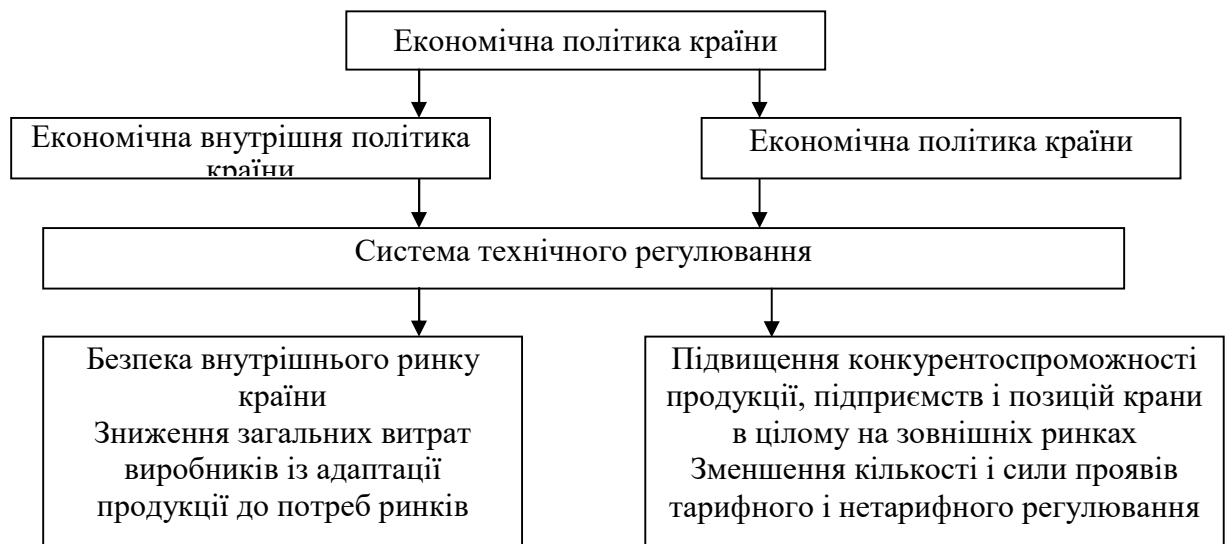 Економічна політика країни
Економічна внутрішня політика
країни
Економічна політика країни
Система технічного регулювання
Безпека внутрішнього ринку
країни
Зниження загальних витрат
виробників із адаптації
продукції до потреб ринків
Підвищення конкурентоспроможності
продукції, підприємств і позицій крани
в цілому на зовнішніх ринках
Зменшення кількості і сили проявів
тарифного і нетарифного регулювання